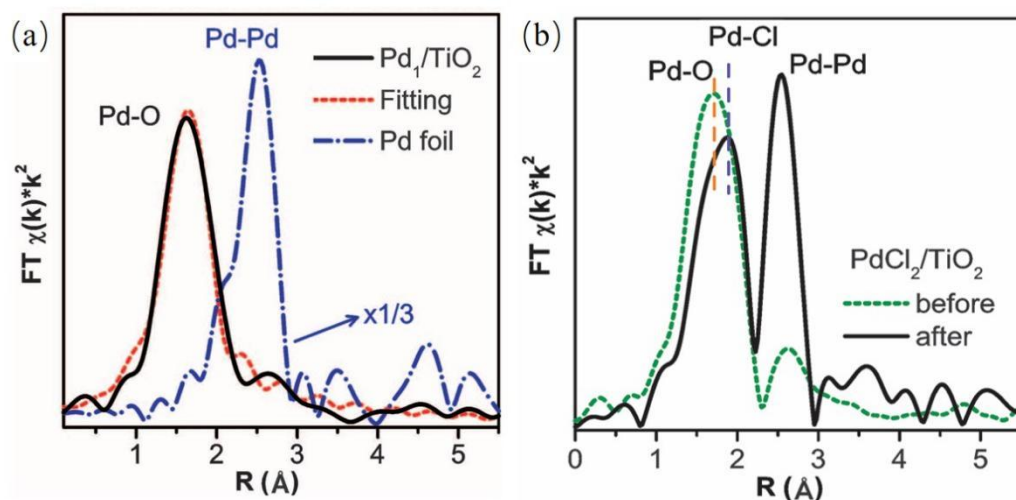 (a)
Pd-Pd
Pd-O
Pd₁/TiO₂
Fitting
Pd foil
x1/3
FT χ(k)*k²
1 2 3 4 5
R (Å)
(b)
Pd-Cl
Pd-O
Pd-Pd
PdCl₂/TiO₂
before
after
FT χ(k)*k²
0 1 2 3 4 5
R (Å)